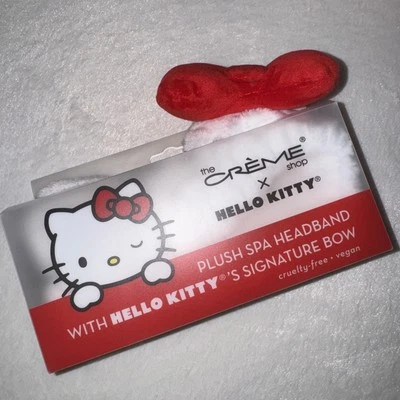 the
CRÈME®
shop
×
HELLO KITTY®
PLUSH SPA HEADBAND
WITH HELLO KITTY®'S SIGNATURE BOW
cruelty-free • vegan